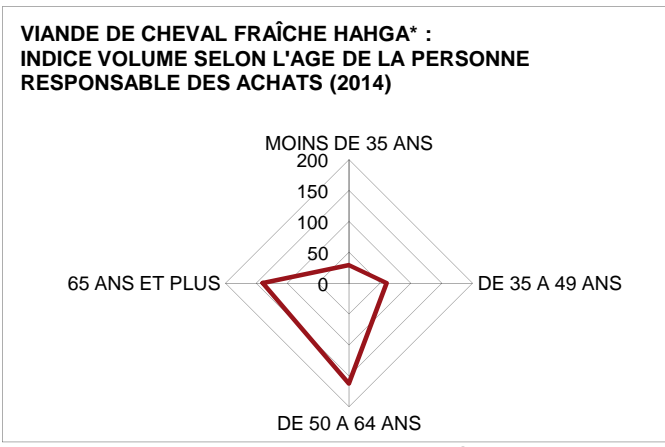 VIANDE DE CHEVAL FRAÎCHE HAHGA* :
INDICE VOLUME SELON L'AGE DE LA PERSONNE
RESPONSABLE DES ACHATS (2014)
MOINS DE 35 ANS
200
150
100
50
0
65 ANS ET PLUS
DE 35 A 49 ANS
DE 50 A 64 ANS